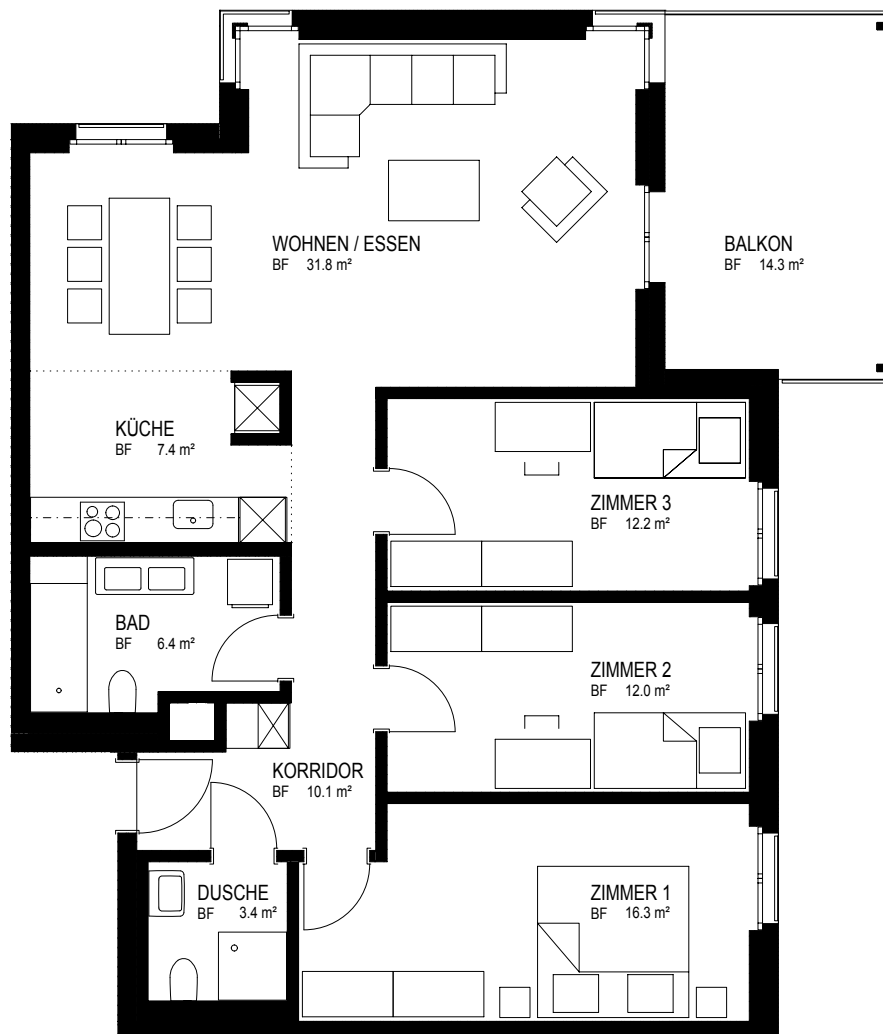 WOHNEN / ESSEN
BF 31.8 m²
BALKON
BF 14.3 m²
KÜCHE
BF 7.4 m²
ZIMMER 3
BF 12.2 m²
BAD
BF 6.4 m²
ZIMMER 2
BF 12.0 m²
KORRIDOR
BF 10.1 m²
DUSCHE
BF 3.4 m²
ZIMMER 1
BF 16.3 m²